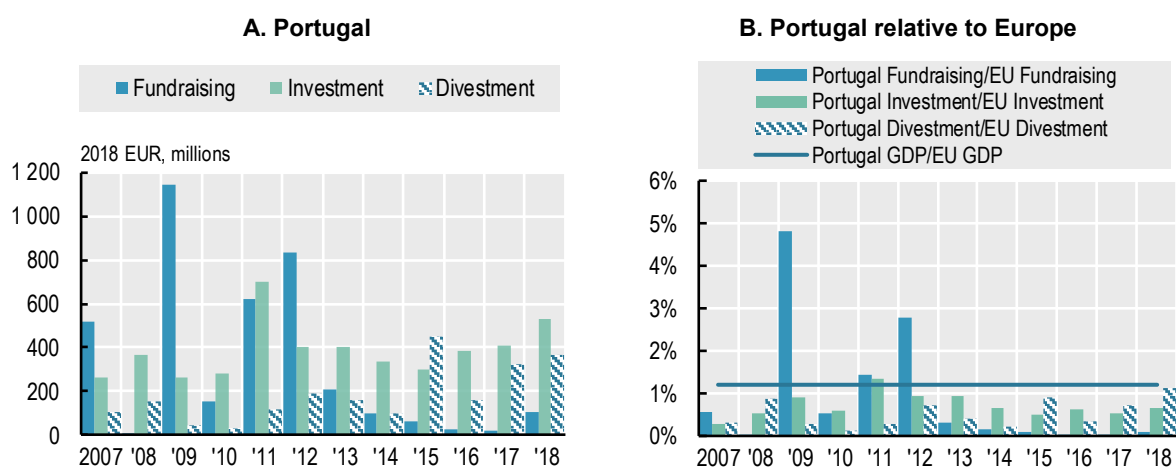 A. Portugal
Fundraising Investment Divestment
2018 EUR, millions
1 200
1 000
800
600
400
200
0
2007 '08 '09 '10 '11 '12 '13 '14 '15 '16 '17 '18
B. Portugal relative to Europe
Portugal Fundraising/EU Fundraising
Portugal Investment/EU Investment
Portugal Divestment/EU Divestment
Portugal GDP/EU GDP
6%
5%
4%
3%
2%
1%
0%
2007 '08 '09 '10 '11 '12 '13 '14 '15 '16 '17 '18